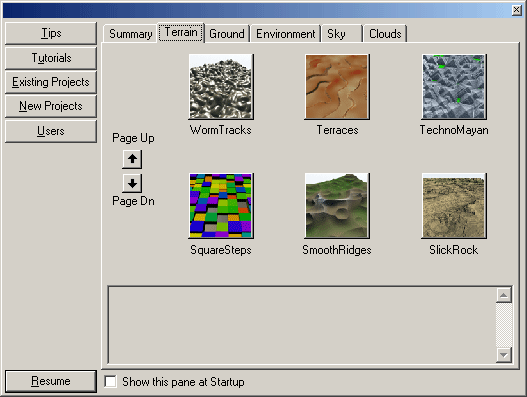 Tips
Tutorials
Existing Projects
New Projects
Users
Summary Terrain Ground Environment Sky Clouds
WormTracks Terraces TechnoMayan
Page Up
Page Dn
SquareSteps SmoothRidges SlickRock
Resume
Show this pane at Startup